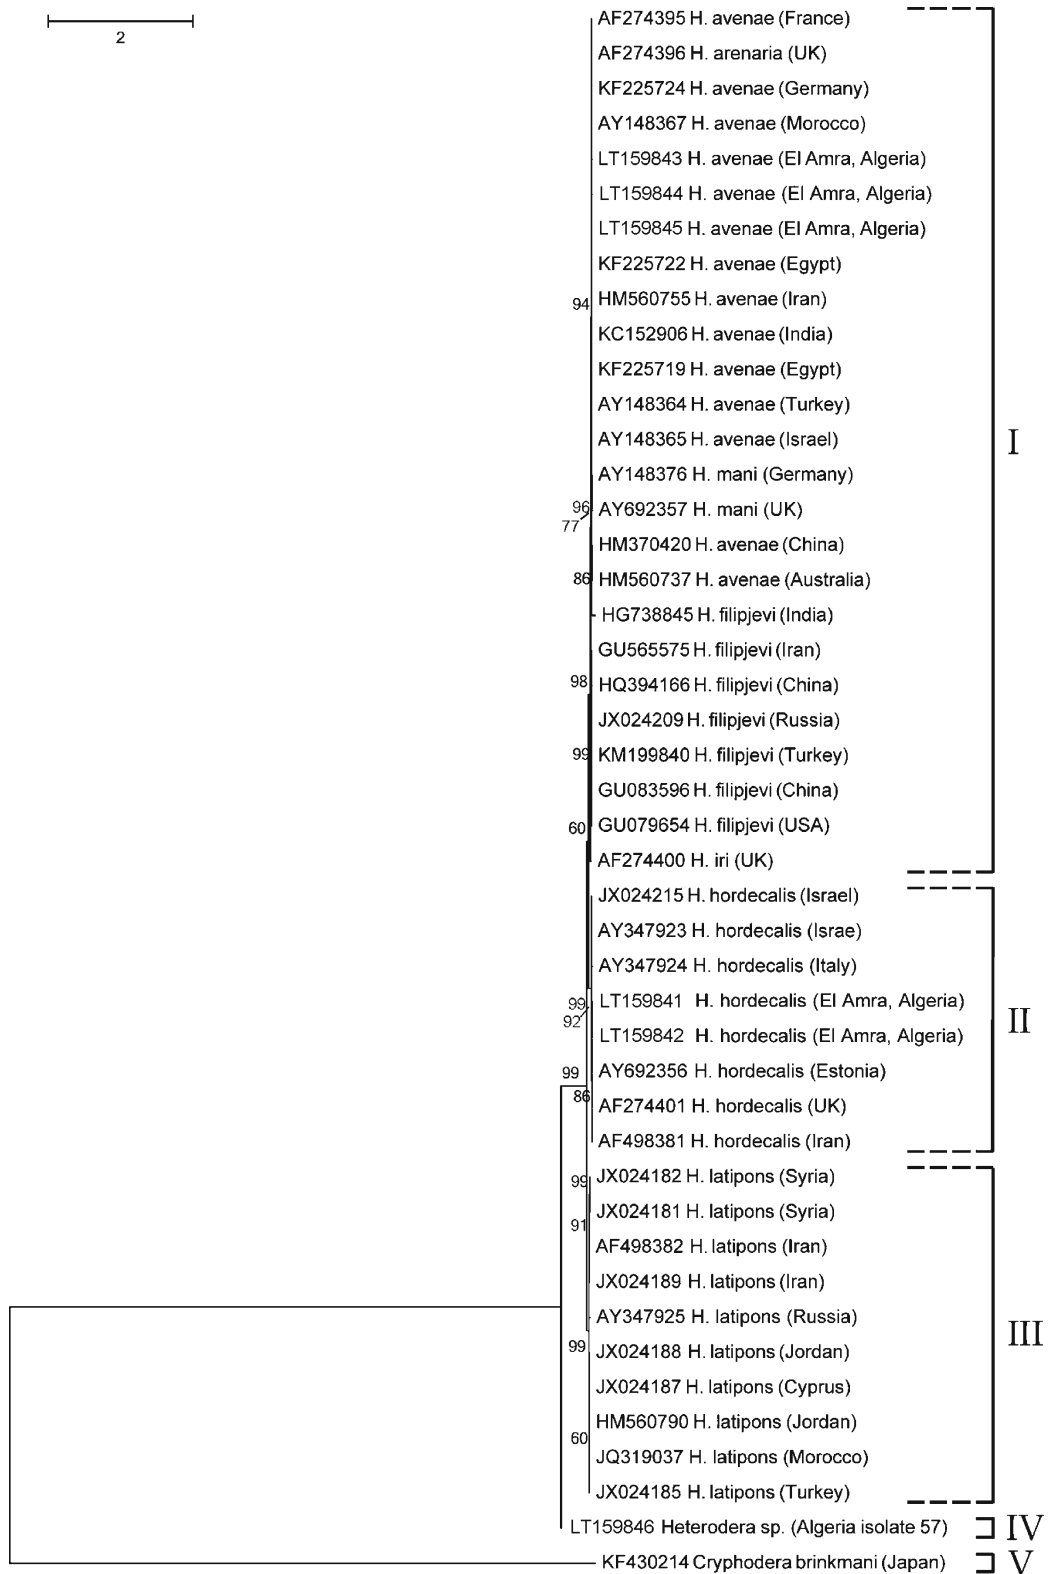 2
AF274395 H. avenae (France)
AF274396 H. arenaria (UK)
KF225724 H. avenae (Germany)
AY148367 H. avenae (Morocco)
LT159843 H. avenae (El Amra, Algeria)
LT159844 H. avenae (El Amra, Algeria)
LT159845 H. avenae (El Amra, Algeria)
KF225722 H. avenae (Egypt)
94
HM560755 H. avenae (Iran)
KC152906 H. avenae (India)
KF225719 H. avenae (Egypt)
AY148364 H. avenae (Turkey)
AY148365 H. avenae (Israel)
I
AY148376 H. mani (Germany)
96
AY692357 H. mani (UK)
77
HM370420 H. avenae (China)
86
HM560737 H. avenae (Australia)
HG738845 H. filipjevi (India)
GU565575 H. filipjevi (Iran)
98
HQ394166 H. filipjevi (China)
JX024209 H. filipjevi (Russia)
99
KM199840 H. filipjevi (Turkey)
GU083596 H. filipjevi (China)
60
GU079654 H. filipjevi (USA)
AF274400 H. iri (UK)
JX024215 H. hordecalis (Israel)
AY347923 H. hordecalis (Israe)
AY347924 H. hordecalis (Italy)
99
LT159841 H. hordecalis (El Amra, Algeria)
92
II
LT159842 H. hordecalis (El Amra, Algeria)
99
AY692356 H. hordecalis (Estonia)
86
AF274401 H. hordecalis (UK)
AF498381 H. hordecalis (Iran)
99
JX024182 H. latipons (Syria)
JX024181 H. latipons (Syria)
91
AF498382 H. latipons (Iran)
JX024189 H. latipons (Iran)
AY347925 H. latipons (Russia)
III
99
JX024188 H. latipons (Jordan)
JX024187 H. latipons (Cyprus)
HM560790 H. latipons (Jordan)
60
JQ319037 H. latipons (Morocco)
JX024185 H. latipons (Turkey)
LT159846 Heterodera sp. (Algeria isolate 57)
IV
KF430214 Cryphodera brinkmani (Japan)
V